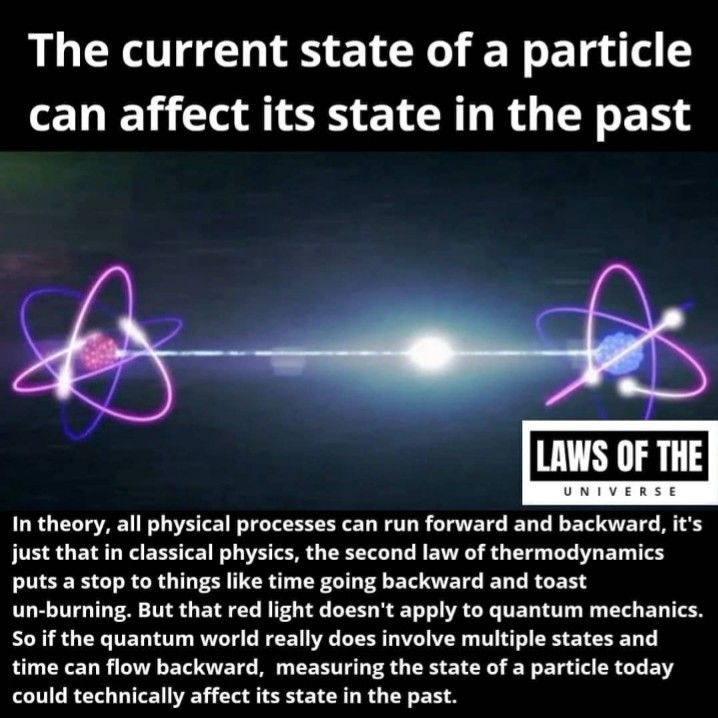 The current state of a particle
can affect its state in the past
LAWS OF THE
UNIVERSE
In theory, all physical processes can run forward and backward, it's
just that in classical physics, the second law of thermodynamics
puts a stop to things like time going backward and toast
un-burning. But that red light doesn't apply to quantum mechanics.
So if the quantum world really does involve multiple states and
time can flow backward, measuring the state of a particle today
could technically affect its state in the past.